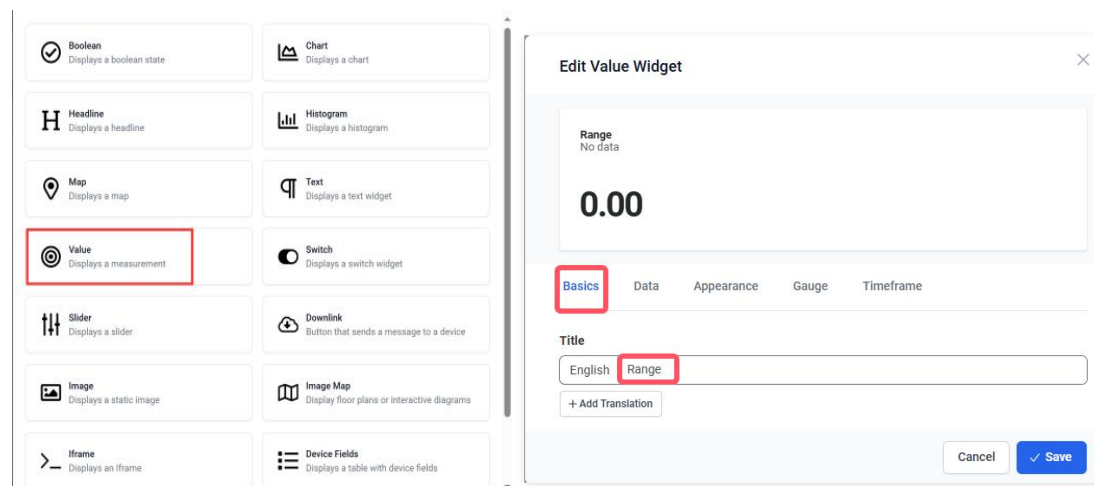 Boolean
Displays a boolean state
Chart
Displays a chart
Headline
Displays a headline
Histogram
Displays a histogram
Map
Displays a map
Text
Displays a text widget
Value
Displays a measurement
Switch
Displays a switch widget
Slider
Displays a slider
Downlink
Button that sends a message to a device
Image
Displays a static image
Image Map
Display floor plans or interactive diagrams
Iframe
Displays an Iframe
Device Fields
Displays a table with device fields
Edit Value Widget
Range
No data
0.00
Basics Data Appearance Gauge Timeframe
Title
English Range
+ Add Translation
Cancel Save